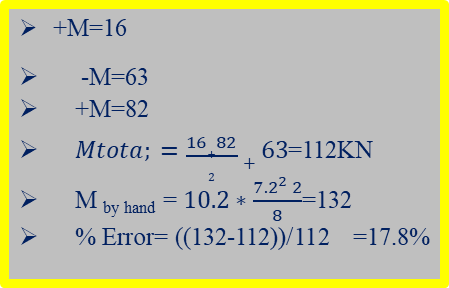 ➢ +M=16
➢ -M=63
➢ +M=82
➢ Mtota; = (16+82)/2 + 63=112KN
➢ M by hand = 10.2 * 7.2² 2/8=132
➢ % Error= ((132-112))/112 =17.8%